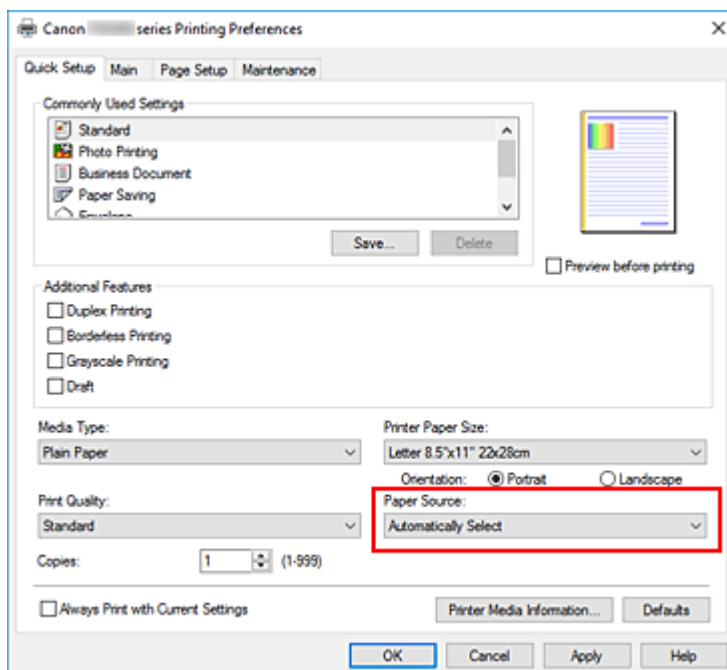 Canon series Printing Preferences
Quick Setup Main Page Setup Maintenance
Commonly Used Settings
Standard
Photo Printing
Business Document
Paper Saving
Envelope
Save... Delete
Preview before printing
Additional Features
Duplex Printing
Borderless Printing
Grayscale Printing
Draft
Media Type: Printer Paper Size:
Plain Paper Letter 8.5"x11" 22x28cm
Orientation: Portrait Landscape
Print Quality: Paper Source:
Standard Automatically Select
Copies: 1 (1-999)
Always Print with Current Settings Printer Media Information... Defaults
OK Cancel Apply Help